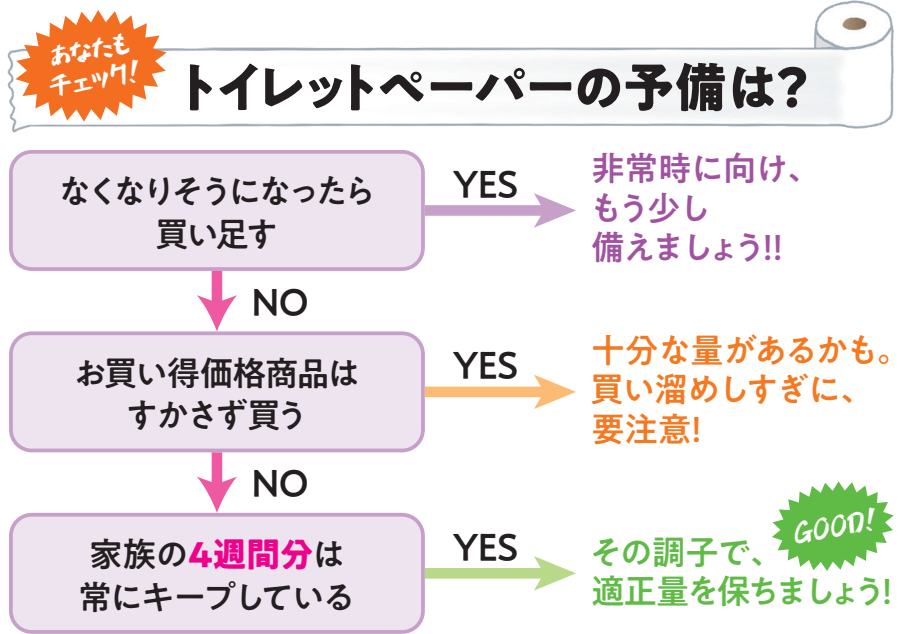 あなたも
チェック!
トイレットペーパーの予備は?
なくなりそうになったら
買い足す
YES
非常時に向け、
もう少し
備えましょう!!
NO
お買い得価格商品は
すかさず買う
YES
十分な量があるかも。
買い溜めしすぎに、
要注意!
NO
家族の4週間分は
常にキープしている
YES
GOOD!
その調子で、
適正量を保ちましょう!